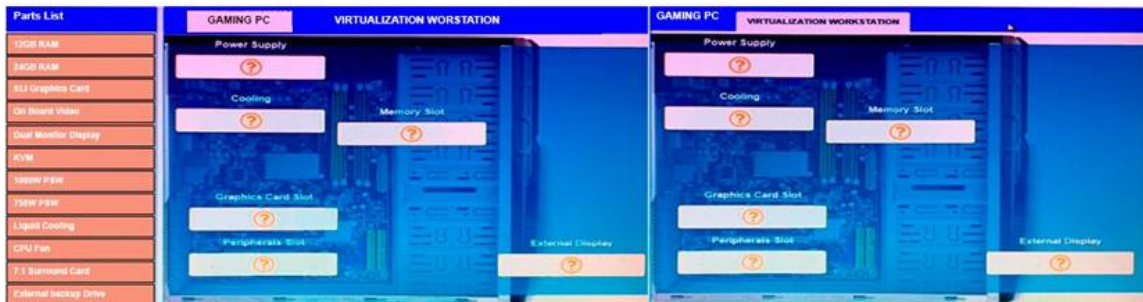 Parts List
12GB RAM
24GB RAM
SLI Graphics Card
On Board Video
Dual Monitor Display
KVM
1000W PSW
750W PSW
Liquid Cooling
CPU Fan
7.1 Surround Card
External backup Drive
GAMING PC VIRTUALIZATION WORSTATION
Power Supply
?
Cooling
?
Memory Slot
?
Graphics Card Slot
?
Peripherals Slot
?
External Display
?
GAMING PC VIRTUALIZATION WORKSTATION
Power Supply
?
Cooling
?
Memory Slot
?
Graphics Card Slot
?
Peripherals Slot
?
External Display
?